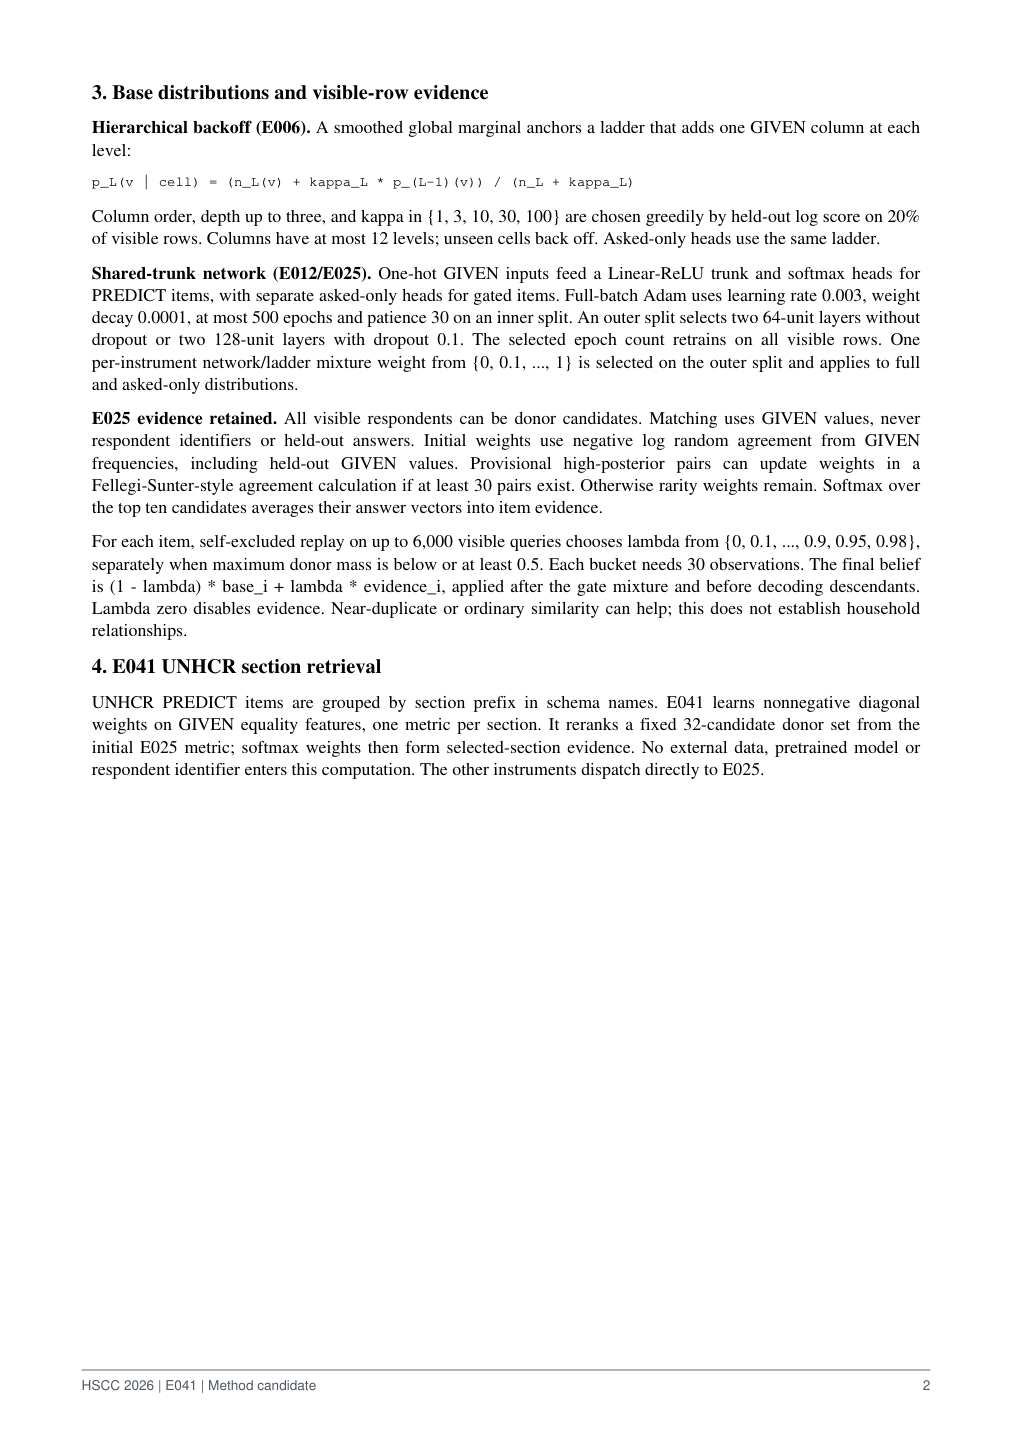 3. Base distributions and visible-row evidence
Hierarchical backoff (E006). A smoothed global marginal anchors a ladder that adds one GIVEN column at each
level:
p_L(v | cell) = (n_L(v) + kappa_L * p_(L-1)(v)) / (n_L + kappa_L)
Column order, depth up to three, and kappa in {1, 3, 10, 30, 100} are chosen greedily by held-out log score on 20%
of visible rows. Columns have at most 12 levels; unseen cells back off. Asked-only heads use the same ladder.
Shared-trunk network (E012/E025). One-hot GIVEN inputs feed a Linear-ReLU trunk and softmax heads for
PREDICT items, with separate asked-only heads for gated items. Full-batch Adam uses learning rate 0.003, weight
decay 0.0001, at most 500 epochs and patience 30 on an inner split. An outer split selects two 64-unit layers without
dropout or two 128-unit layers with dropout 0.1. The selected epoch count retrains on all visible rows. One
per-instrument network/ladder mixture weight from {0, 0.1, ..., 1} is selected on the outer split and applies to full
and asked-only distributions.
E025 evidence retained. All visible respondents can be donor candidates. Matching uses GIVEN values, never
respondent identifiers or held-out answers. Initial weights use negative log random agreement from GIVEN
frequencies, including held-out GIVEN values. Provisional high-posterior pairs can update weights in a
Fellegi-Sunter-style agreement calculation if at least 30 pairs exist. Otherwise rarity weights remain. Softmax over
the top ten candidates averages their answer vectors into item evidence.
For each item, self-excluded replay on up to 6,000 visible queries chooses lambda from {0, 0.1, ..., 0.9, 0.95, 0.98},
separately when maximum donor mass is below or at least 0.5. Each bucket needs 30 observations. The final belief
is (1 - lambda) * base_i + lambda * evidence_i, applied after the gate mixture and before decoding descendants.
Lambda zero disables evidence. Near-duplicate or ordinary similarity can help; this does not establish household
relationships.
4. E041 UNHCR section retrieval
UNHCR PREDICT items are grouped by section prefix in schema names. E041 learns nonnegative diagonal
weights on GIVEN equality features, one metric per section. It reranks a fixed 32-candidate donor set from the
initial E025 metric; softmax weights then form selected-section evidence. No external data, pretrained model or
respondent identifier enters this computation. The other instruments dispatch directly to E025.
HSCC 2026 | E041 | Method candidate
2